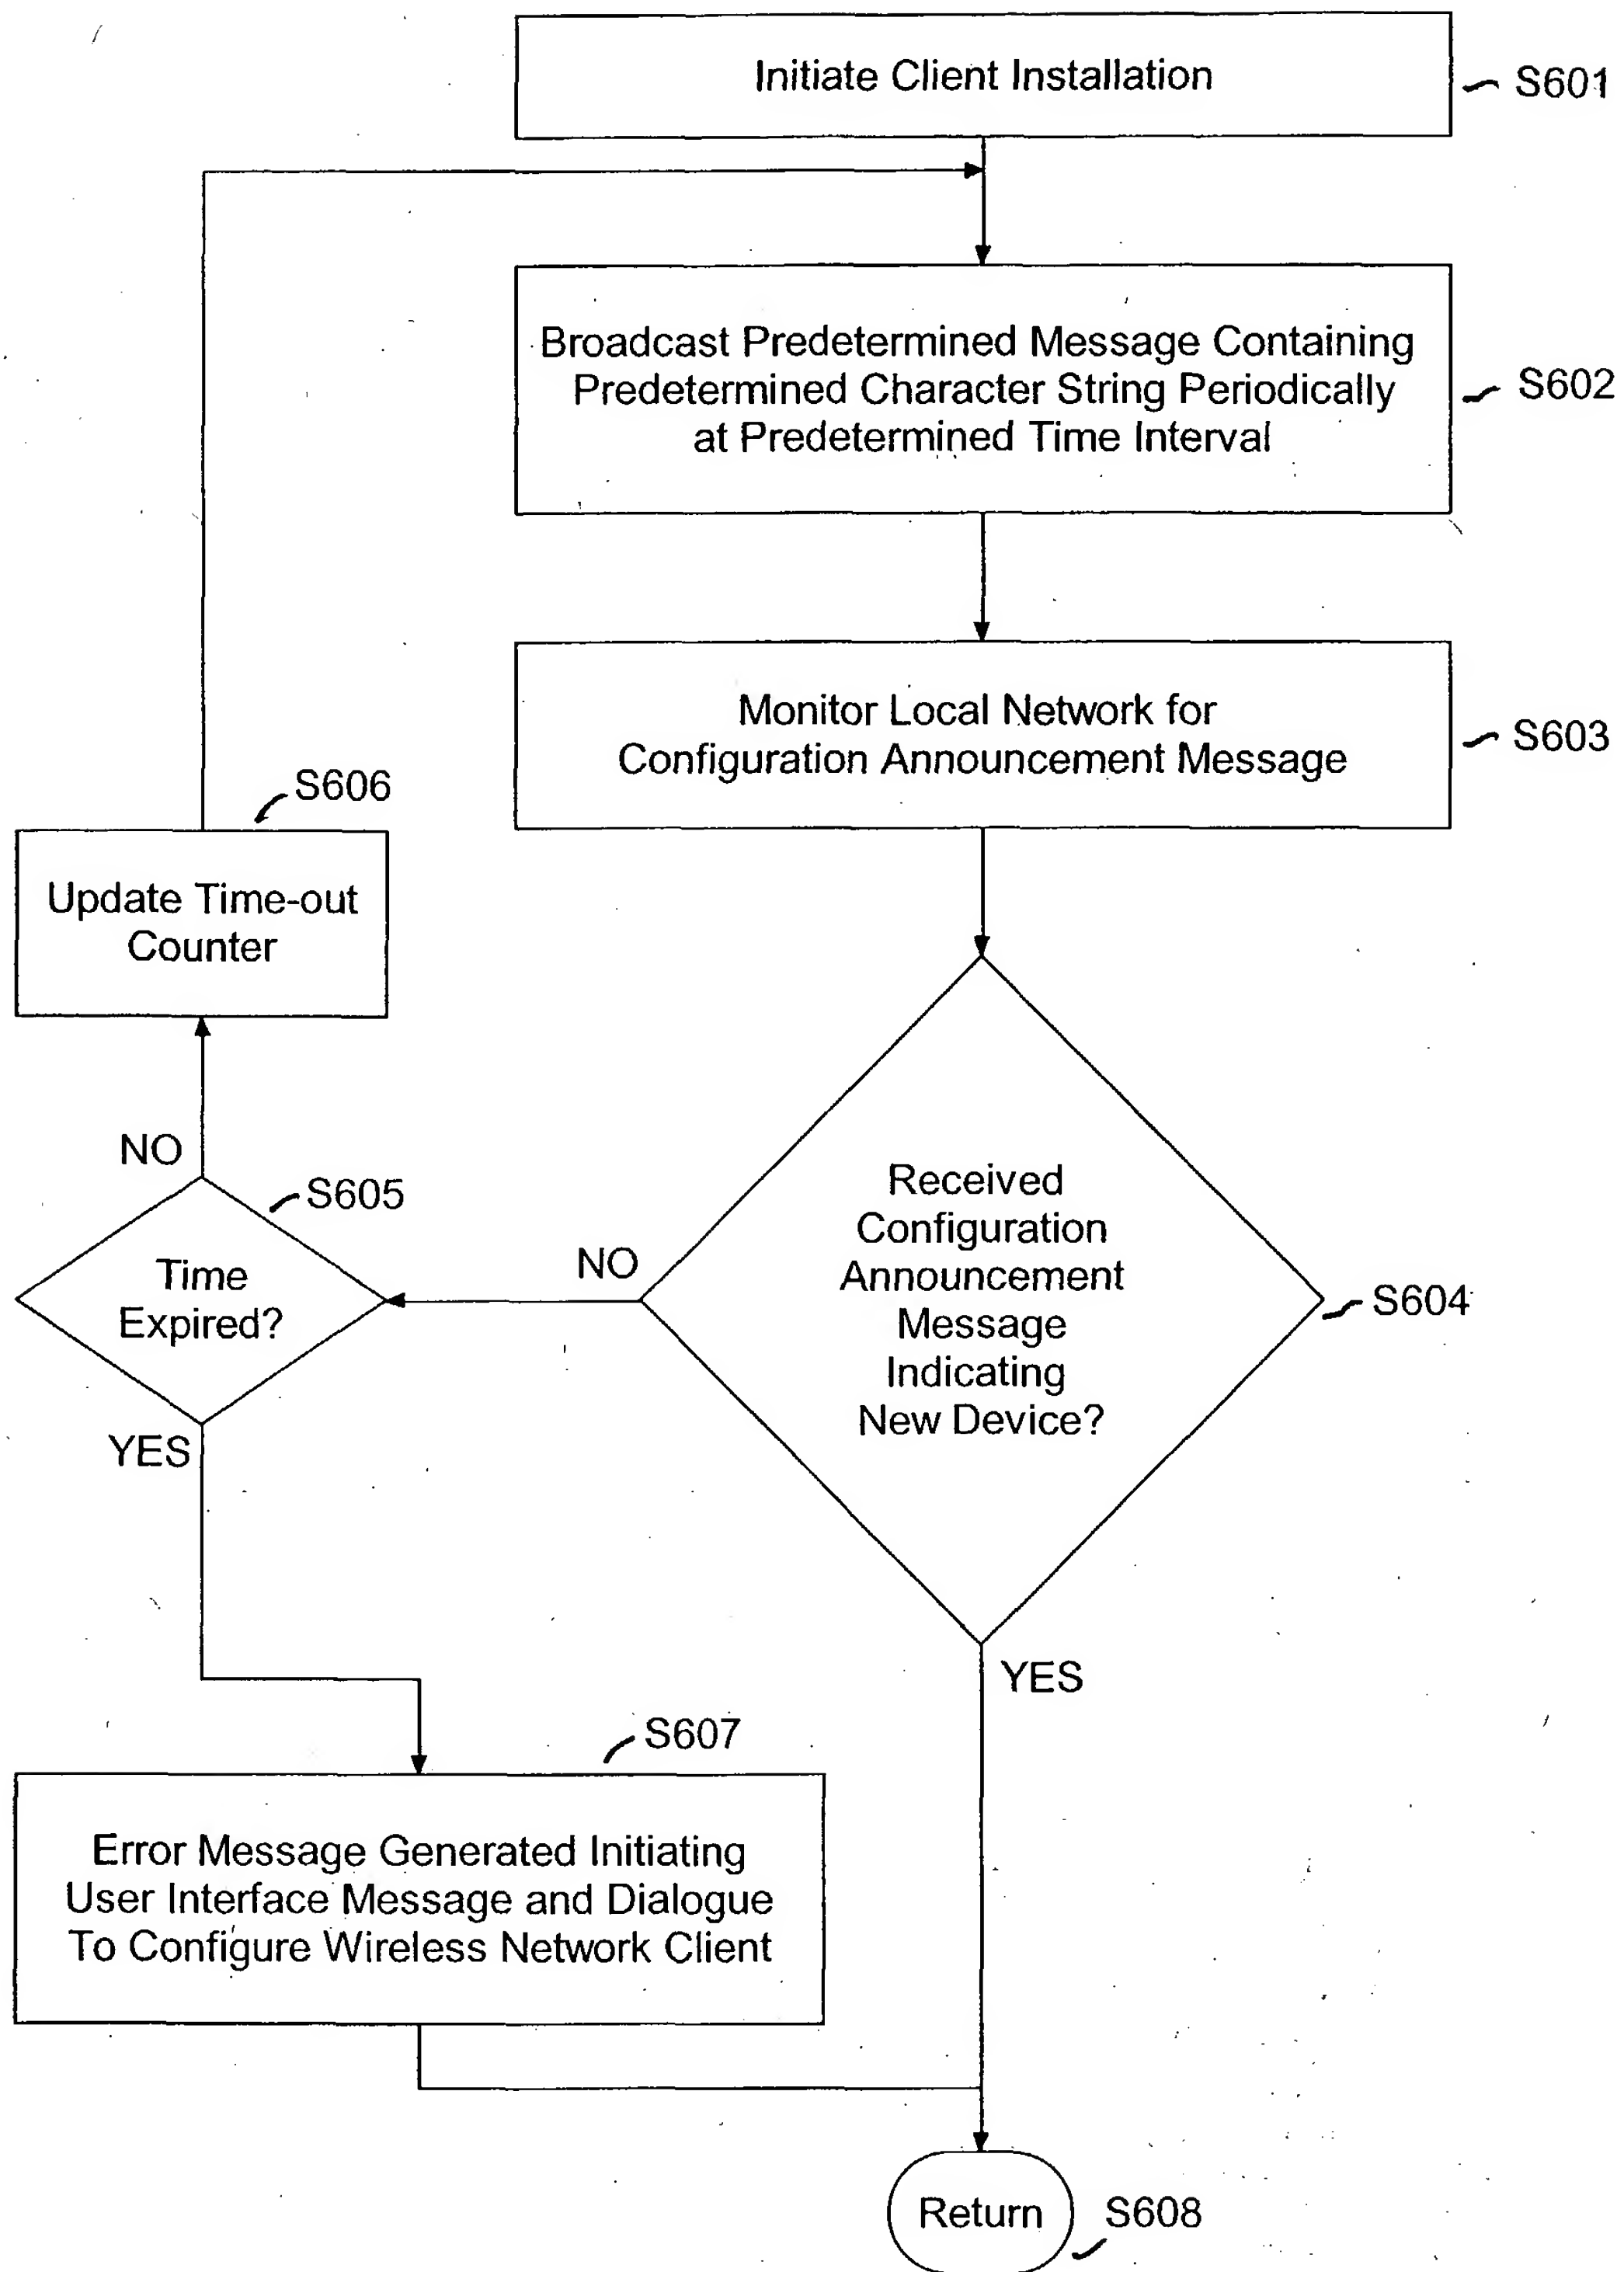 Initiate Client Installation
S601
Broadcast Predetermined Message Containing
Predetermined Character String Periodically
at Predetermined Time Interval
S602
Monitor Local Network for
Configuration Announcement Message
S603
S606
Update Time-out
Counter
NO
S605
Time
Expired?
YES
NO
Received
Configuration
Announcement
Message
Indicating
New Device?
S604
YES
S607
Error Message Generated Initiating
User Interface Message and Dialogue
To Configure Wireless Network Client
Return
S608